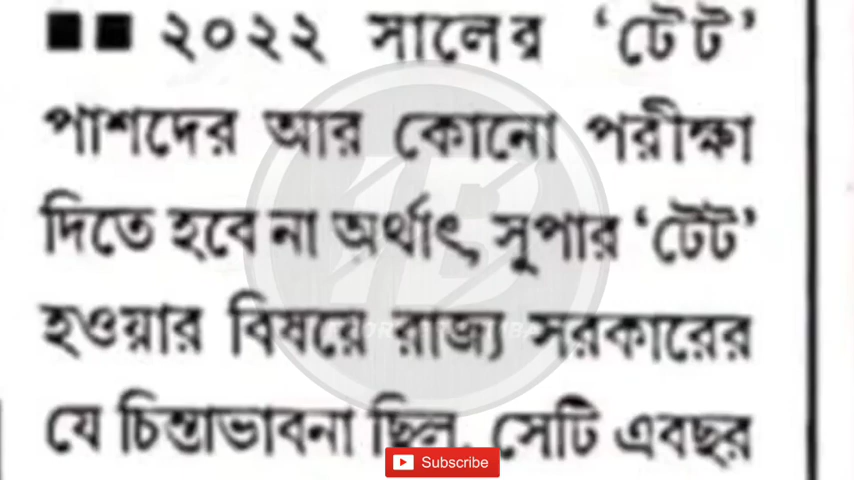 ■■ ২০২২ সালের ‘টেট’
পাশদের আর কোনো পরীক্ষা
দিতে হবে না অর্থাৎ, সুপার ‘টেট’
হওয়ার বিষয়ে রাজ্য সরকারের
যে চিন্তাভাবনা ছিল, সেটি এবছর
Subscribe